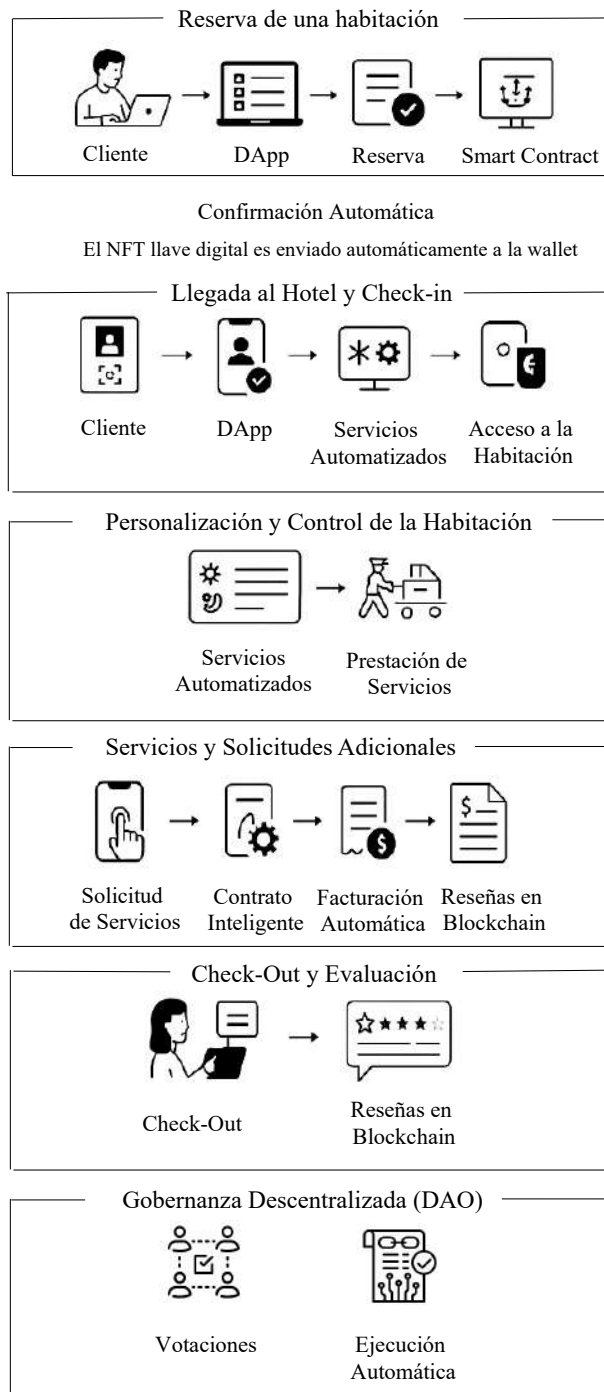 Reserva de una habitación
Cliente
DApp
Reserva
Smart Contract
Confirmación Automática
El NFT llave digital es enviado automáticamente a la wallet
Llegada al Hotel y Check-in
Cliente
DApp
Servicios
Automatizados
Acceso a la
Habitación
Personalización y Control de la Habitación
Servicios
Automatizados
Prestación de
Servicios
Servicios y Solicitudes Adicionales
$
$
Solicitud
de Servicios
Contrato
Inteligente
Facturación
Automática
Reseñas en
Blockchain
Check-Out y Evaluación
Check-Out
Reseñas en
Blockchain
Gobernanza Descentralizada (DAO)
Votaciones
Ejecución
Automática